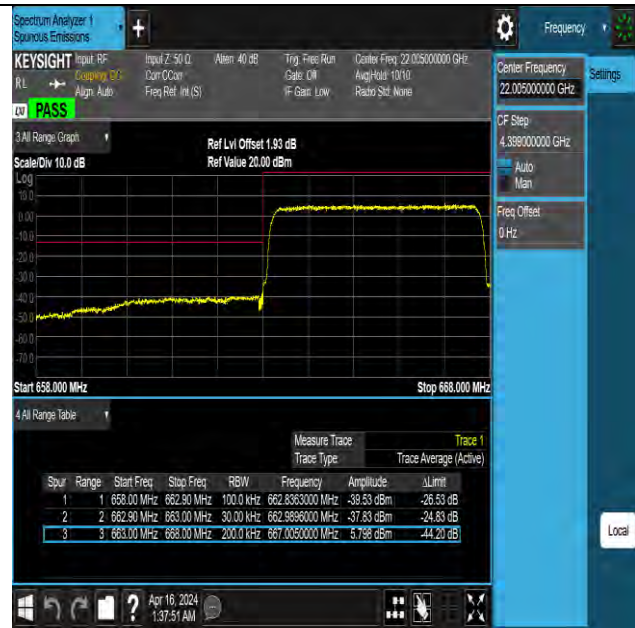 Spectrum Analyzer 1
Spurious Emissions
Frequency
KEYSIGHT Input: RF Input Z: 50 Ω Atten: 40 dB Trig: Free Run Center Freq: 22.005000000 GHz
RL Coupling: DC Corr CCorr Gate: Off Avg|Hold: 10/10
Align: Auto Freq Ref: Int (S) IF Gain: Low Radio Std: None
LXI PASS
Center Frequency
22.005000000 GHz
Settings
CF Step
4.399000000 GHz
Auto
Man
Freq Offset
0 Hz
3 All Range Graph
Ref Lvl Offset 1.93 dB
Scale/Div 10.0 dB Ref Value 20.00 dBm
Log
10.0
0.00
-10.0
-20.0
-30.0
-40.0
-50.0
-60.0
-70.0
Start 658.000 MHz Stop 668.000 MHz
4 All Range Table
Measure Trace Trace 1
Trace Type Trace Average (Active)
Spur Range Start Freq Stop Freq RBW Frequency Amplitude ΔLimit
1 1 658.00 MHz 662.90 MHz 100.0 kHz 662.8363000 MHz -39.53 dBm -26.53 dB
2 2 662.90 MHz 663.00 MHz 30.00 kHz 662.9896000 MHz -37.83 dBm -24.83 dB
3 3 663.00 MHz 668.00 MHz 200.0 kHz 667.0050000 MHz 5.798 dBm -44.20 dB
Local
Apr 16, 2024
1:37:51 AM